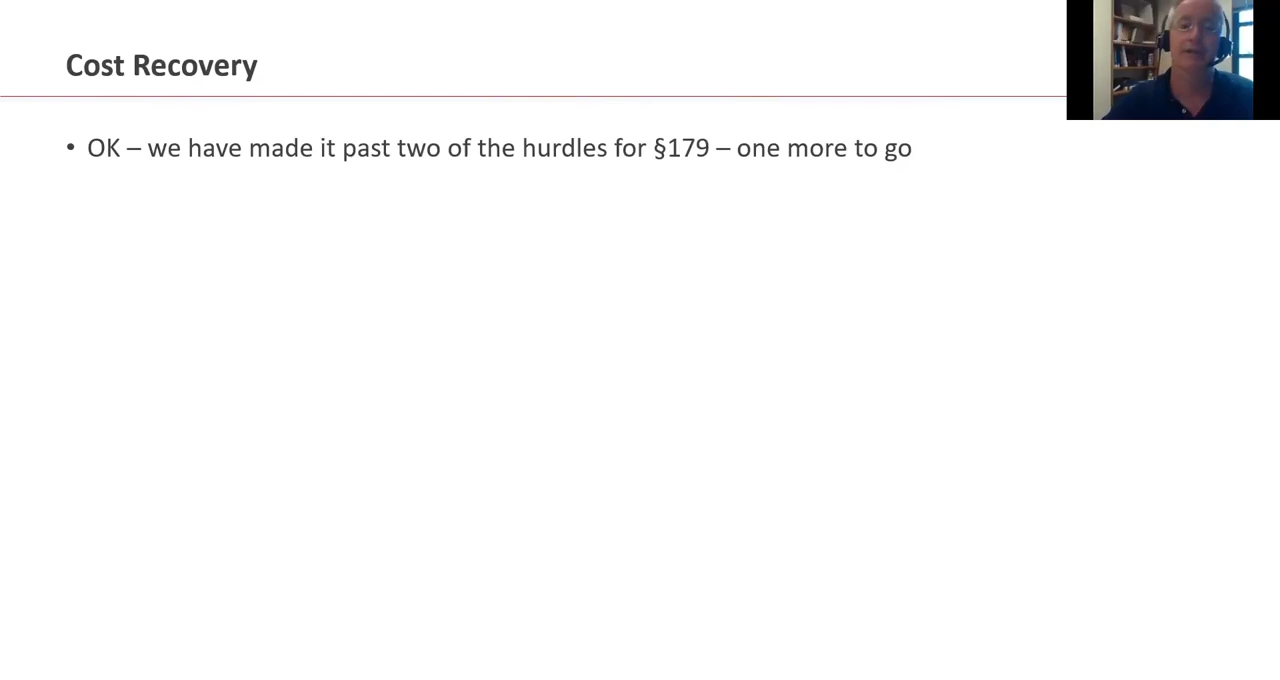 Cost Recovery
• OK – we have made it past two of the hurdles for §179 – one more to go